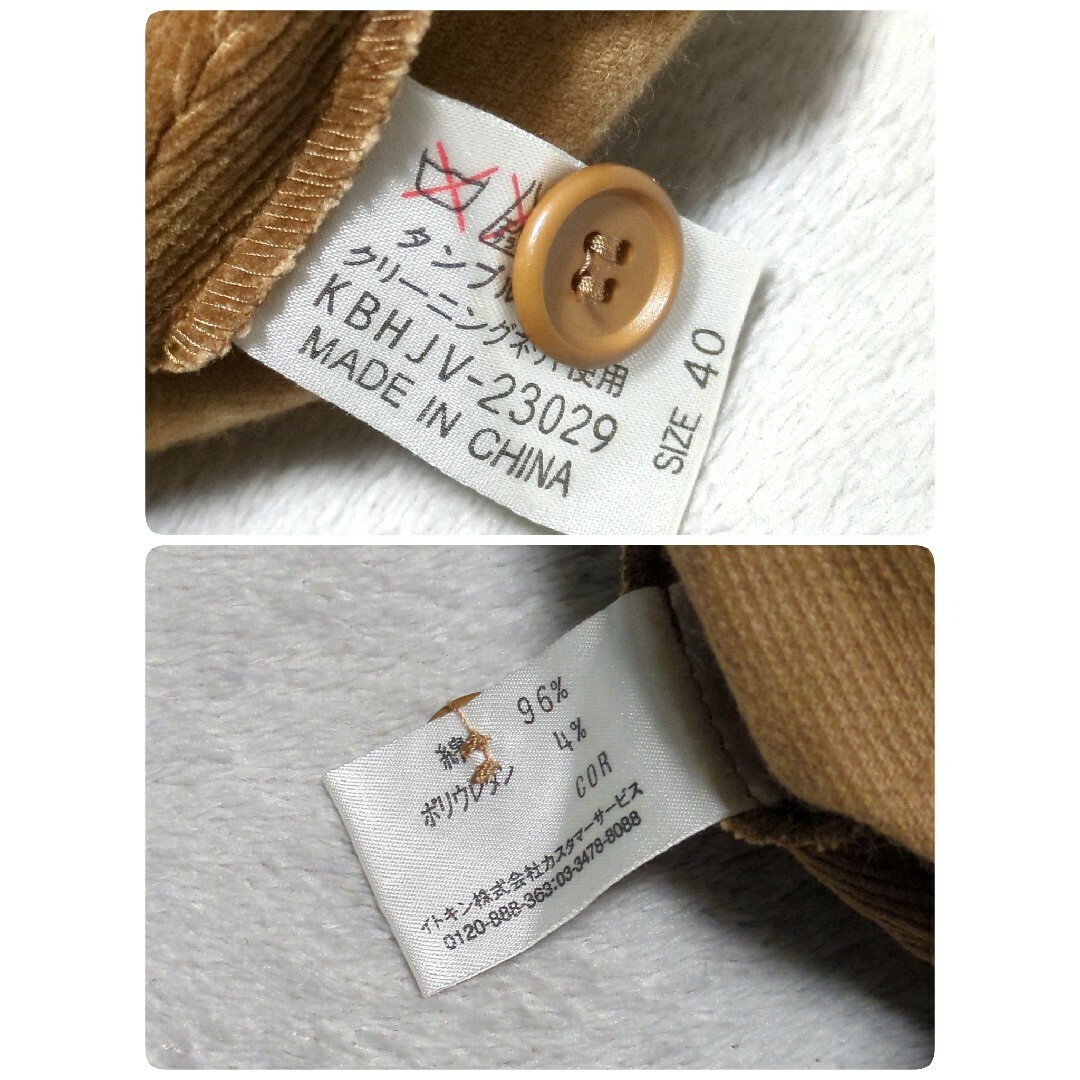 タンブル
クリーニングネット使用
KBHJV-23029
MADE IN CHINA
SIZE 40
綿 96%
ポリウレタン 4%
COR
イトキン株式会社カスタマーサービス
0120-888-363:03-3478-8088